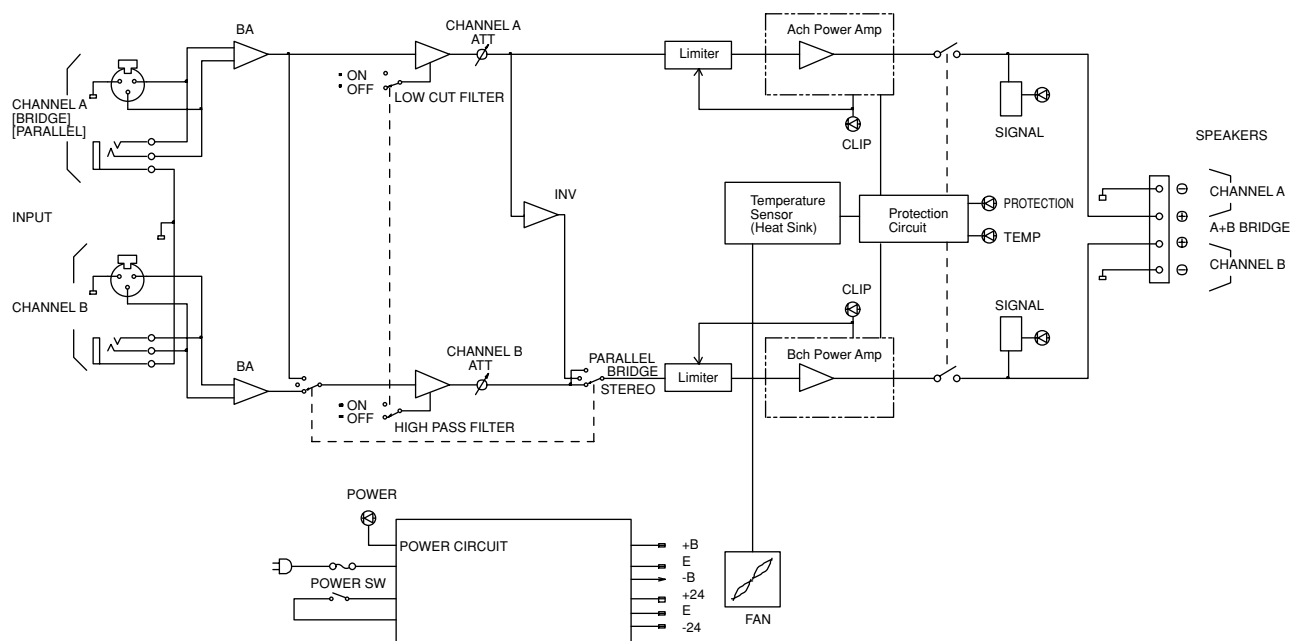 CHANNEL A
ATT
BA
Ach Power Amp
Limiter
ON
OFF
LOW CUT FILTER
CHANNEL A
[BRIDGE]
[PARALLEL]
CLIP
SIGNAL
SPEAKERS
INV
Temperature
Sensor
(Heat Sink)
Protection
Circuit
PROTECTION
TEMP
⊖
CHANNEL A
⊕
A+B BRIDGE
⊕
CHANNEL B
⊖
INPUT
CHANNEL B
CLIP
SIGNAL
BA
CHANNEL B
ATT
PARALLEL
BRIDGE
STEREO
Limiter
Bch Power Amp
ON
OFF
HIGH PASS FILTER
POWER
POWER CIRCUIT
POWER SW
+B
E
-B
+24
E
-24
FAN